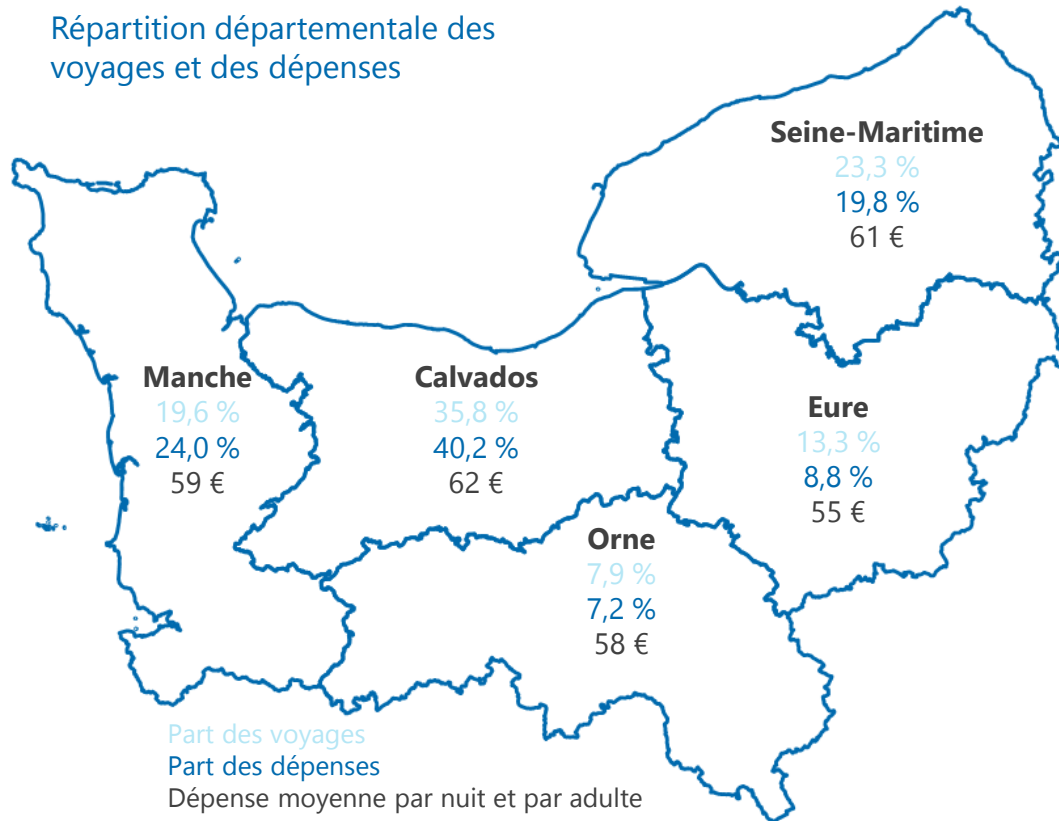 Répartition départementale des
voyages et des dépenses
Seine-Maritime
23,3 %
19,8 %
61 €
Manche
19,6 %
24,0 %
59 €
Calvados
35,8 %
40,2 %
62 €
Eure
13,3 %
8,8 %
55 €
Orne
7,9 %
7,2 %
58 €
Part des voyages
Part des dépenses
Dépense moyenne par nuit et par adulte